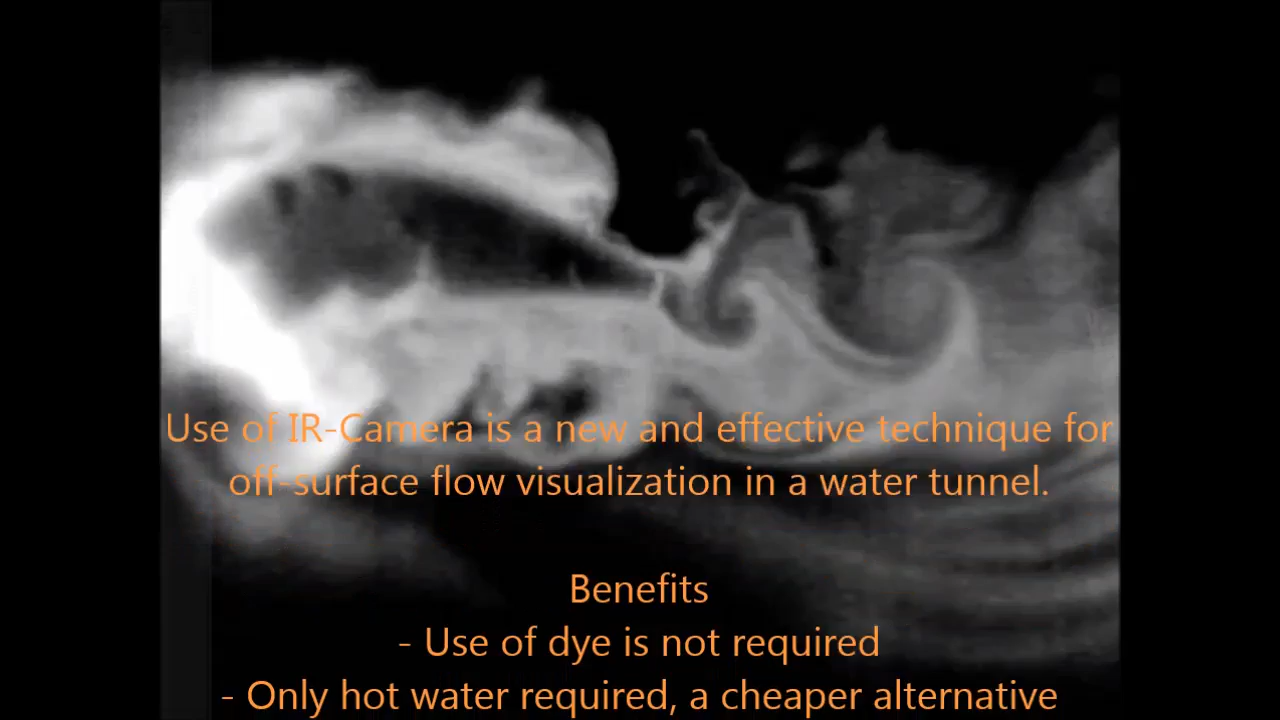 Use of IR-Camera is a new and effective technique for
off-surface flow visualization in a water tunnel.
Benefits
- Use of dye is not required
- Only hot water required, a cheaper alternative